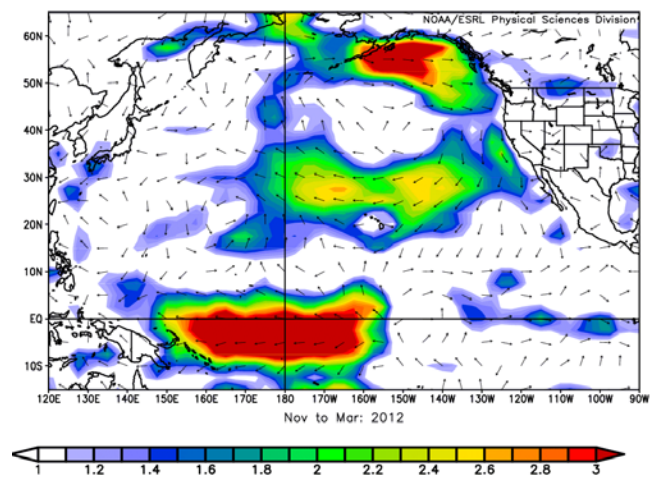 NOAA/ESRL Physical Sciences Division
60N
50N
40N
30N
20N
10N
EQ
10S
120E 130E 140E 150E 160E 170E 180 170W 160W 150W 140W 130W 120W 110W 100W 90W
Nov to Mar: 2012
1 1.2 1.4 1.6 1.8 2 2.2 2.4 2.6 2.8 3